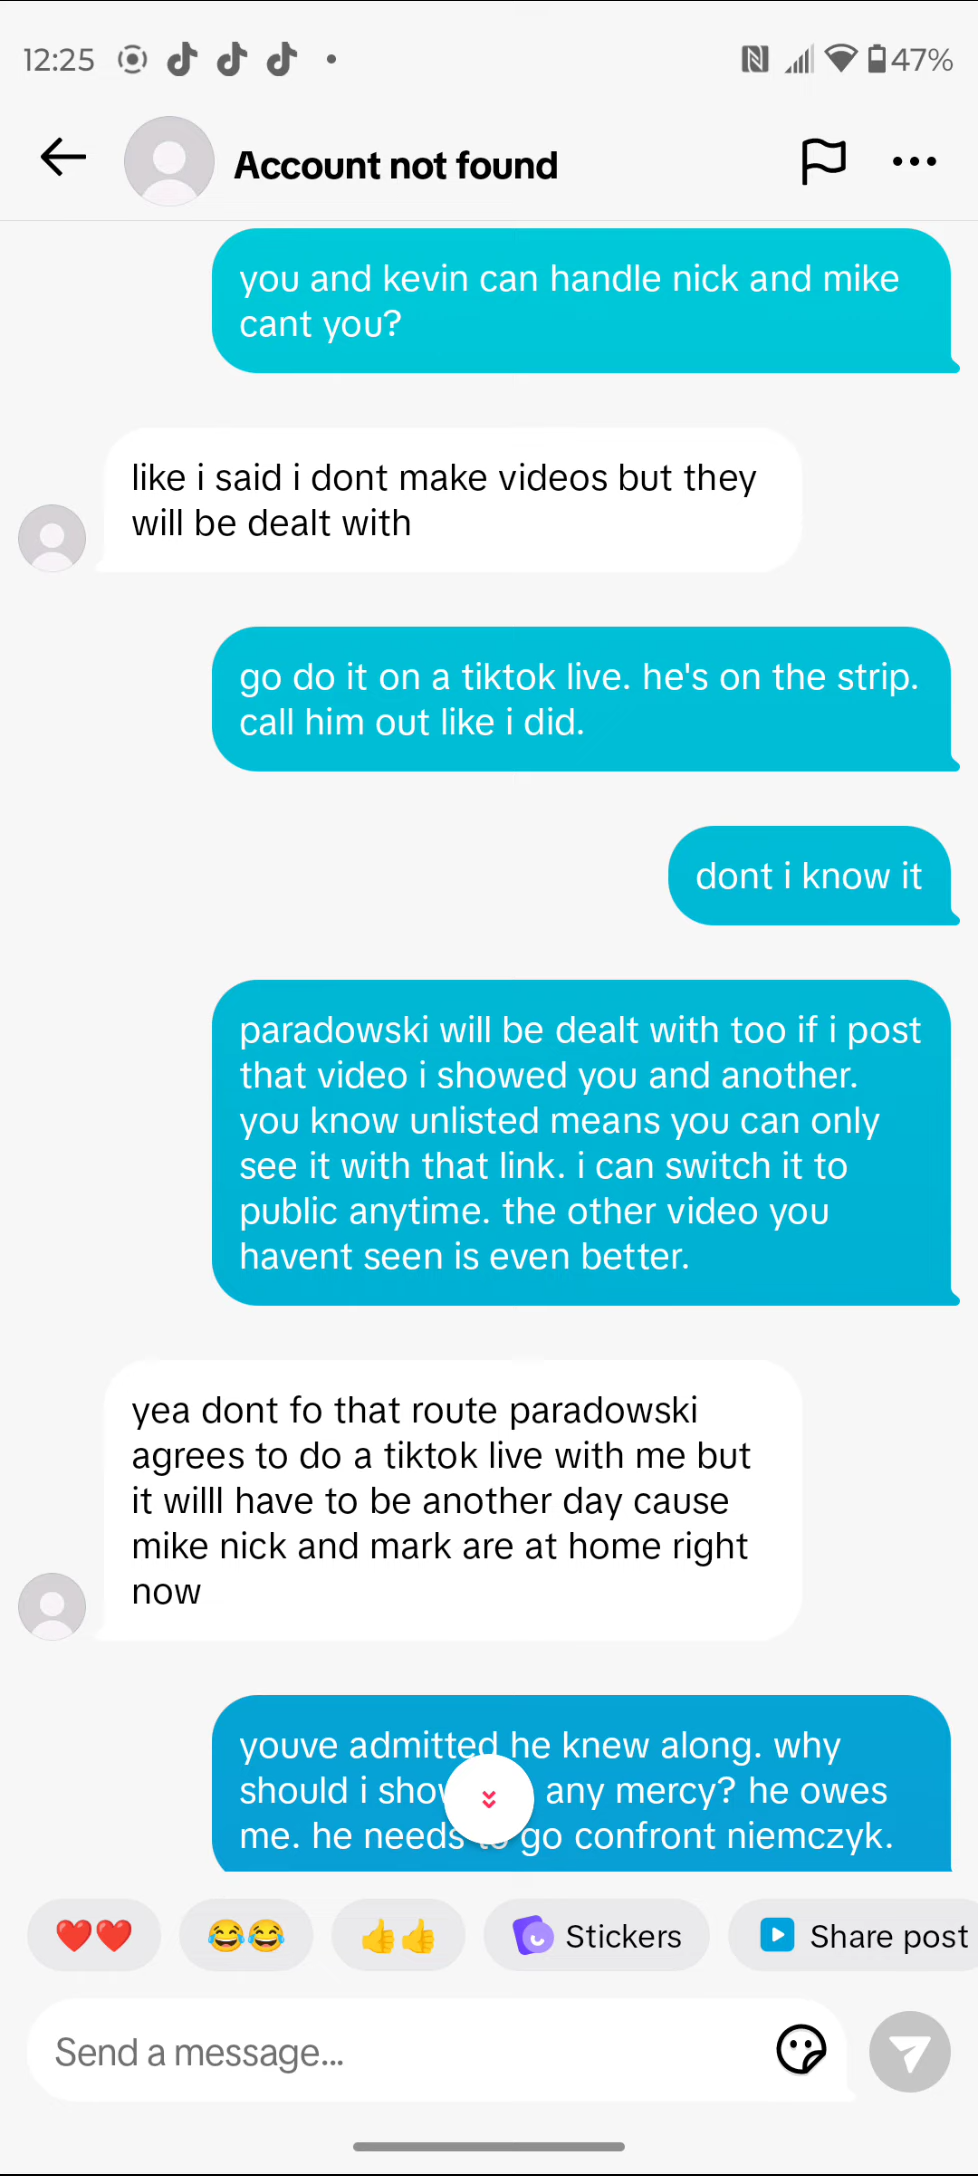 12:25
47%
Account not found
you and kevin can handle nick and mike
cant you?
like i said i dont make videos but they
will be dealt with
go do it on a tiktok live. he's on the strip.
call him out like i did.
dont i know it
paradowski will be dealt with too if i post
that video i showed you and another.
you know unlisted means you can only
see it with that link. i can switch it to
public anytime. the other video you
havent seen is even better.
yea dont fo that route paradowski
agrees to do a tiktok live with me but
it willl have to be another day cause
mike nick and mark are at home right
now
youve admitted he knew along. why
should i any mercy? he owes
me. he needs go confront niemczyk.
Stickers
Share post
Send a message...